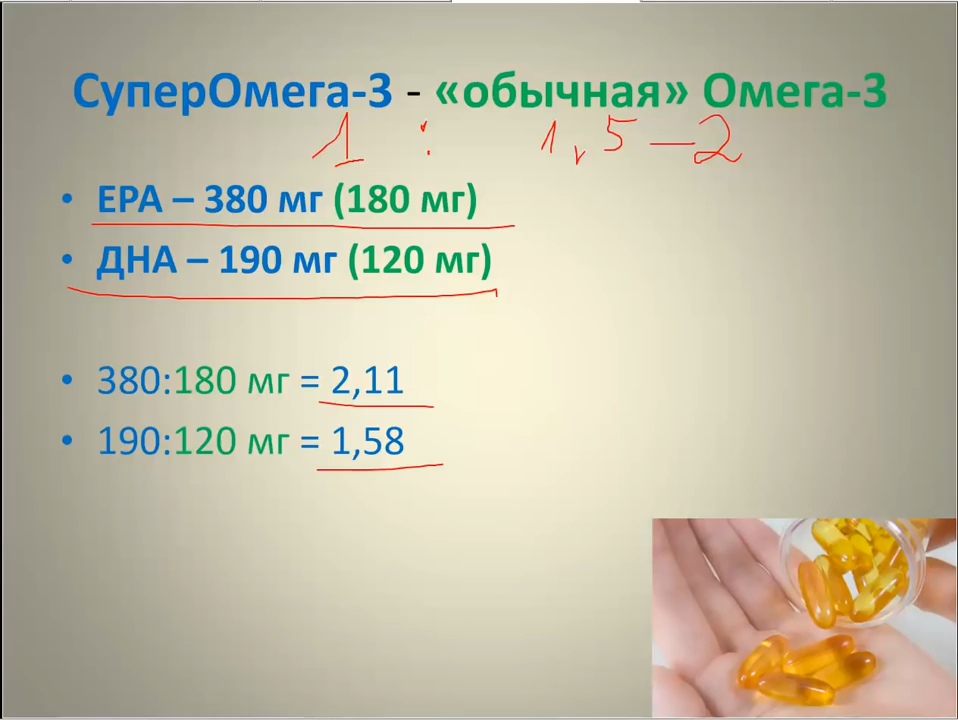 СуперОмега-3 - «обычная» Омега-3
1 : 1,5 — 2
• EPA – 380 мг (180 мг)
• ДНА – 190 мг (120 мг)
• 380:180 мг = 2,11
• 190:120 мг = 1,58